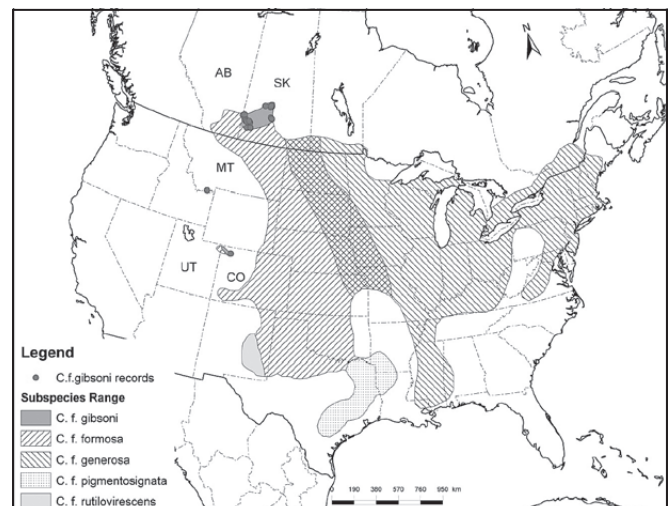 N
AB
SK
MT
UT
CO
Legend
C.f.gibsoni records
Subspecies Range
C. f. gibsoni
C. f. formosa
C. f. generosa
C. f. pigmentosignata
C. f. rutilovirescens
0 190 380 570 760 950 km